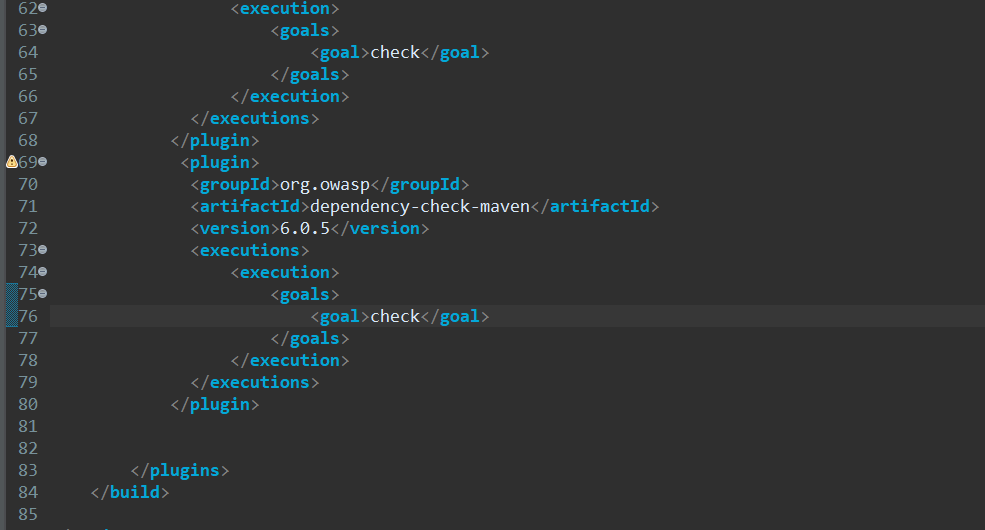 62 <execution>
63 <goals>
64 <goal>check</goal>
65 </goals>
66 </execution>
67 </executions>
68 </plugin>
69 <plugin>
70 <groupId>org.owasp</groupId>
71 <artifactId>dependency-check-maven</artifactId>
72 <version>6.0.5</version>
73 <executions>
74 <execution>
75 <goals>
76 <goal>check</goal>
77 </goals>
78 </execution>
79 </executions>
80 </plugin>
81
82
83 </plugins>
84 </build>
85